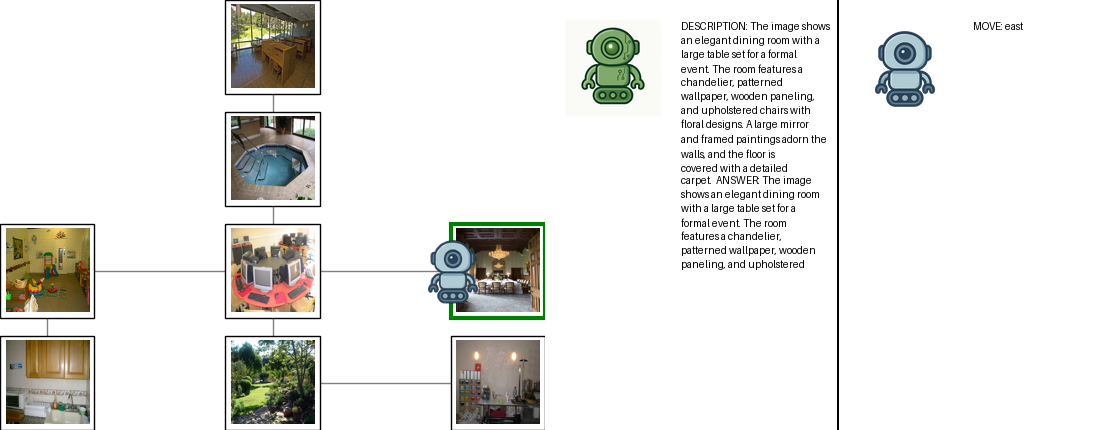 DESCRIPTION: The image shows
an elegant dining room with a
large table set for a formal
event. The room features a
chandelier, patterned
wallpaper, wooden paneling,
and upholstered chairs with
floral designs. A large mirror
and framed paintings adorn the
walls, and the floor is
covered with a detailed
carpet. ANSWER: The image
shows an elegant dining room
with a large table set for a
formal event. The room
features a chandelier,
patterned wallpaper, wooden
paneling, and upholstered
MOVE: east